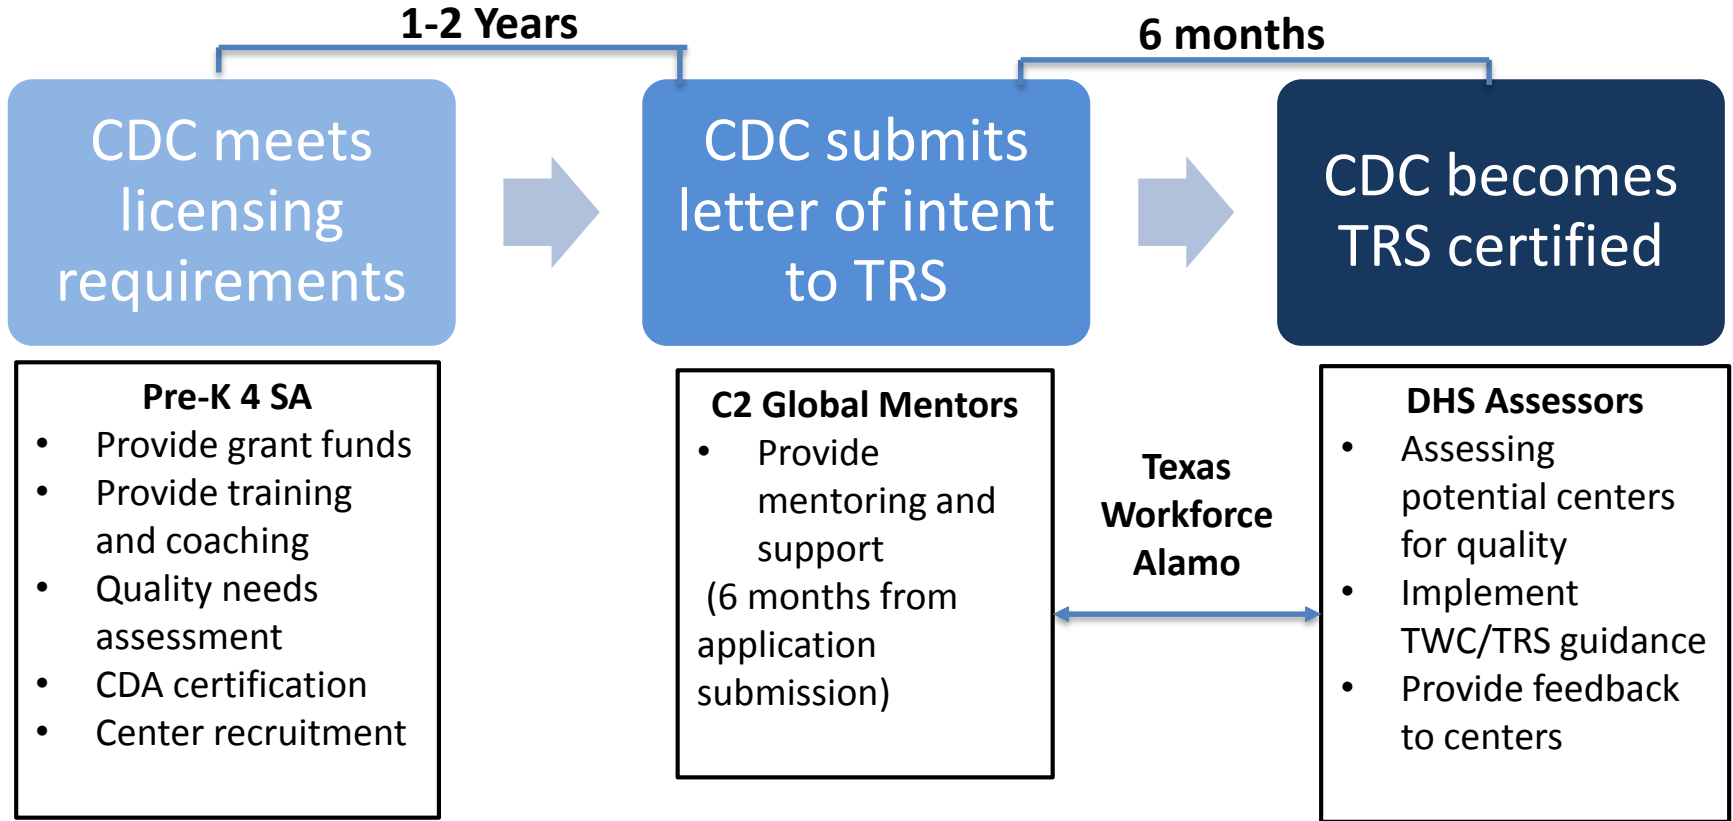 1-2 Years
6 months
CDC meets
licensing
requirements
CDC submits
letter of intent
to TRS
CDC becomes
TRS certified
Pre-K 4 SA
• Provide grant funds
• Provide training
and coaching
• Quality needs
assessment
• CDA certification
• Center recruitment
C2 Global Mentors
• Provide
mentoring and
support
(6 months from
application
submission)
Texas
Workforce
Alamo
DHS Assessors
• Assessing
potential centers
for quality
• Implement
TWC/TRS guidance
• Provide feedback
to centers